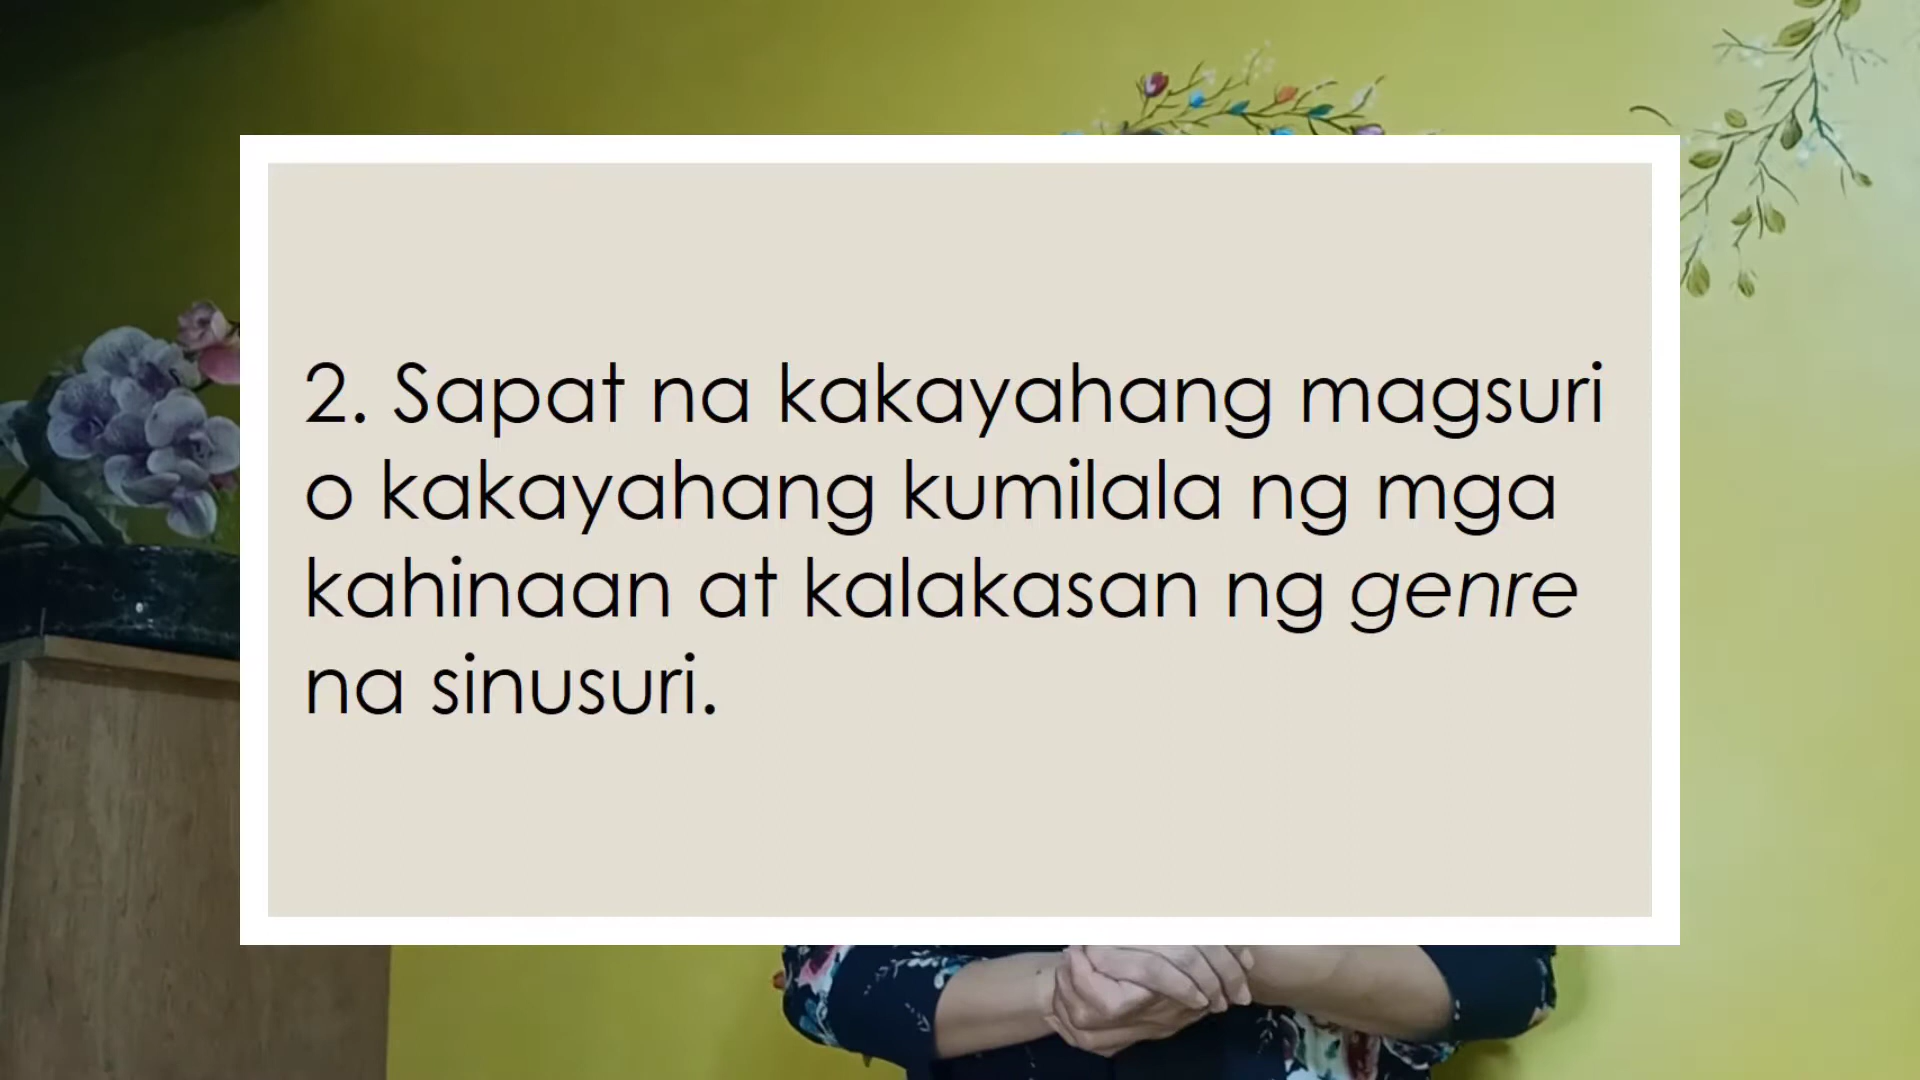 2. Sapat na kakayahang magsuri
o kakayahang kumilala ng mga
kahinaan at kalakasan ng genre
na sinusuri.